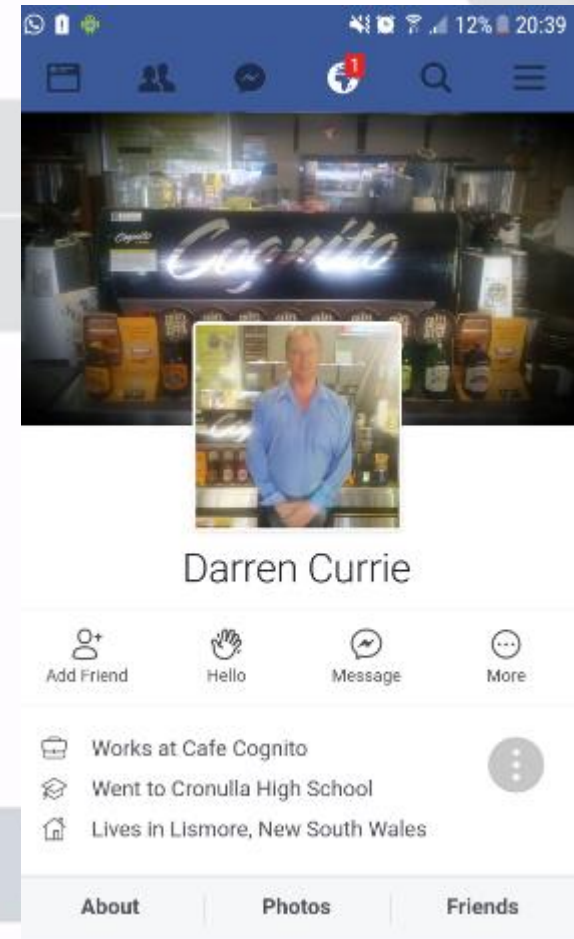 12% 20:39
1
Cognito
Darren Currie
Add Friend Hello Message More
Works at Cafe Cognito
Went to Cronulla High School
Lives in Lismore, New South Wales
About Photos Friends